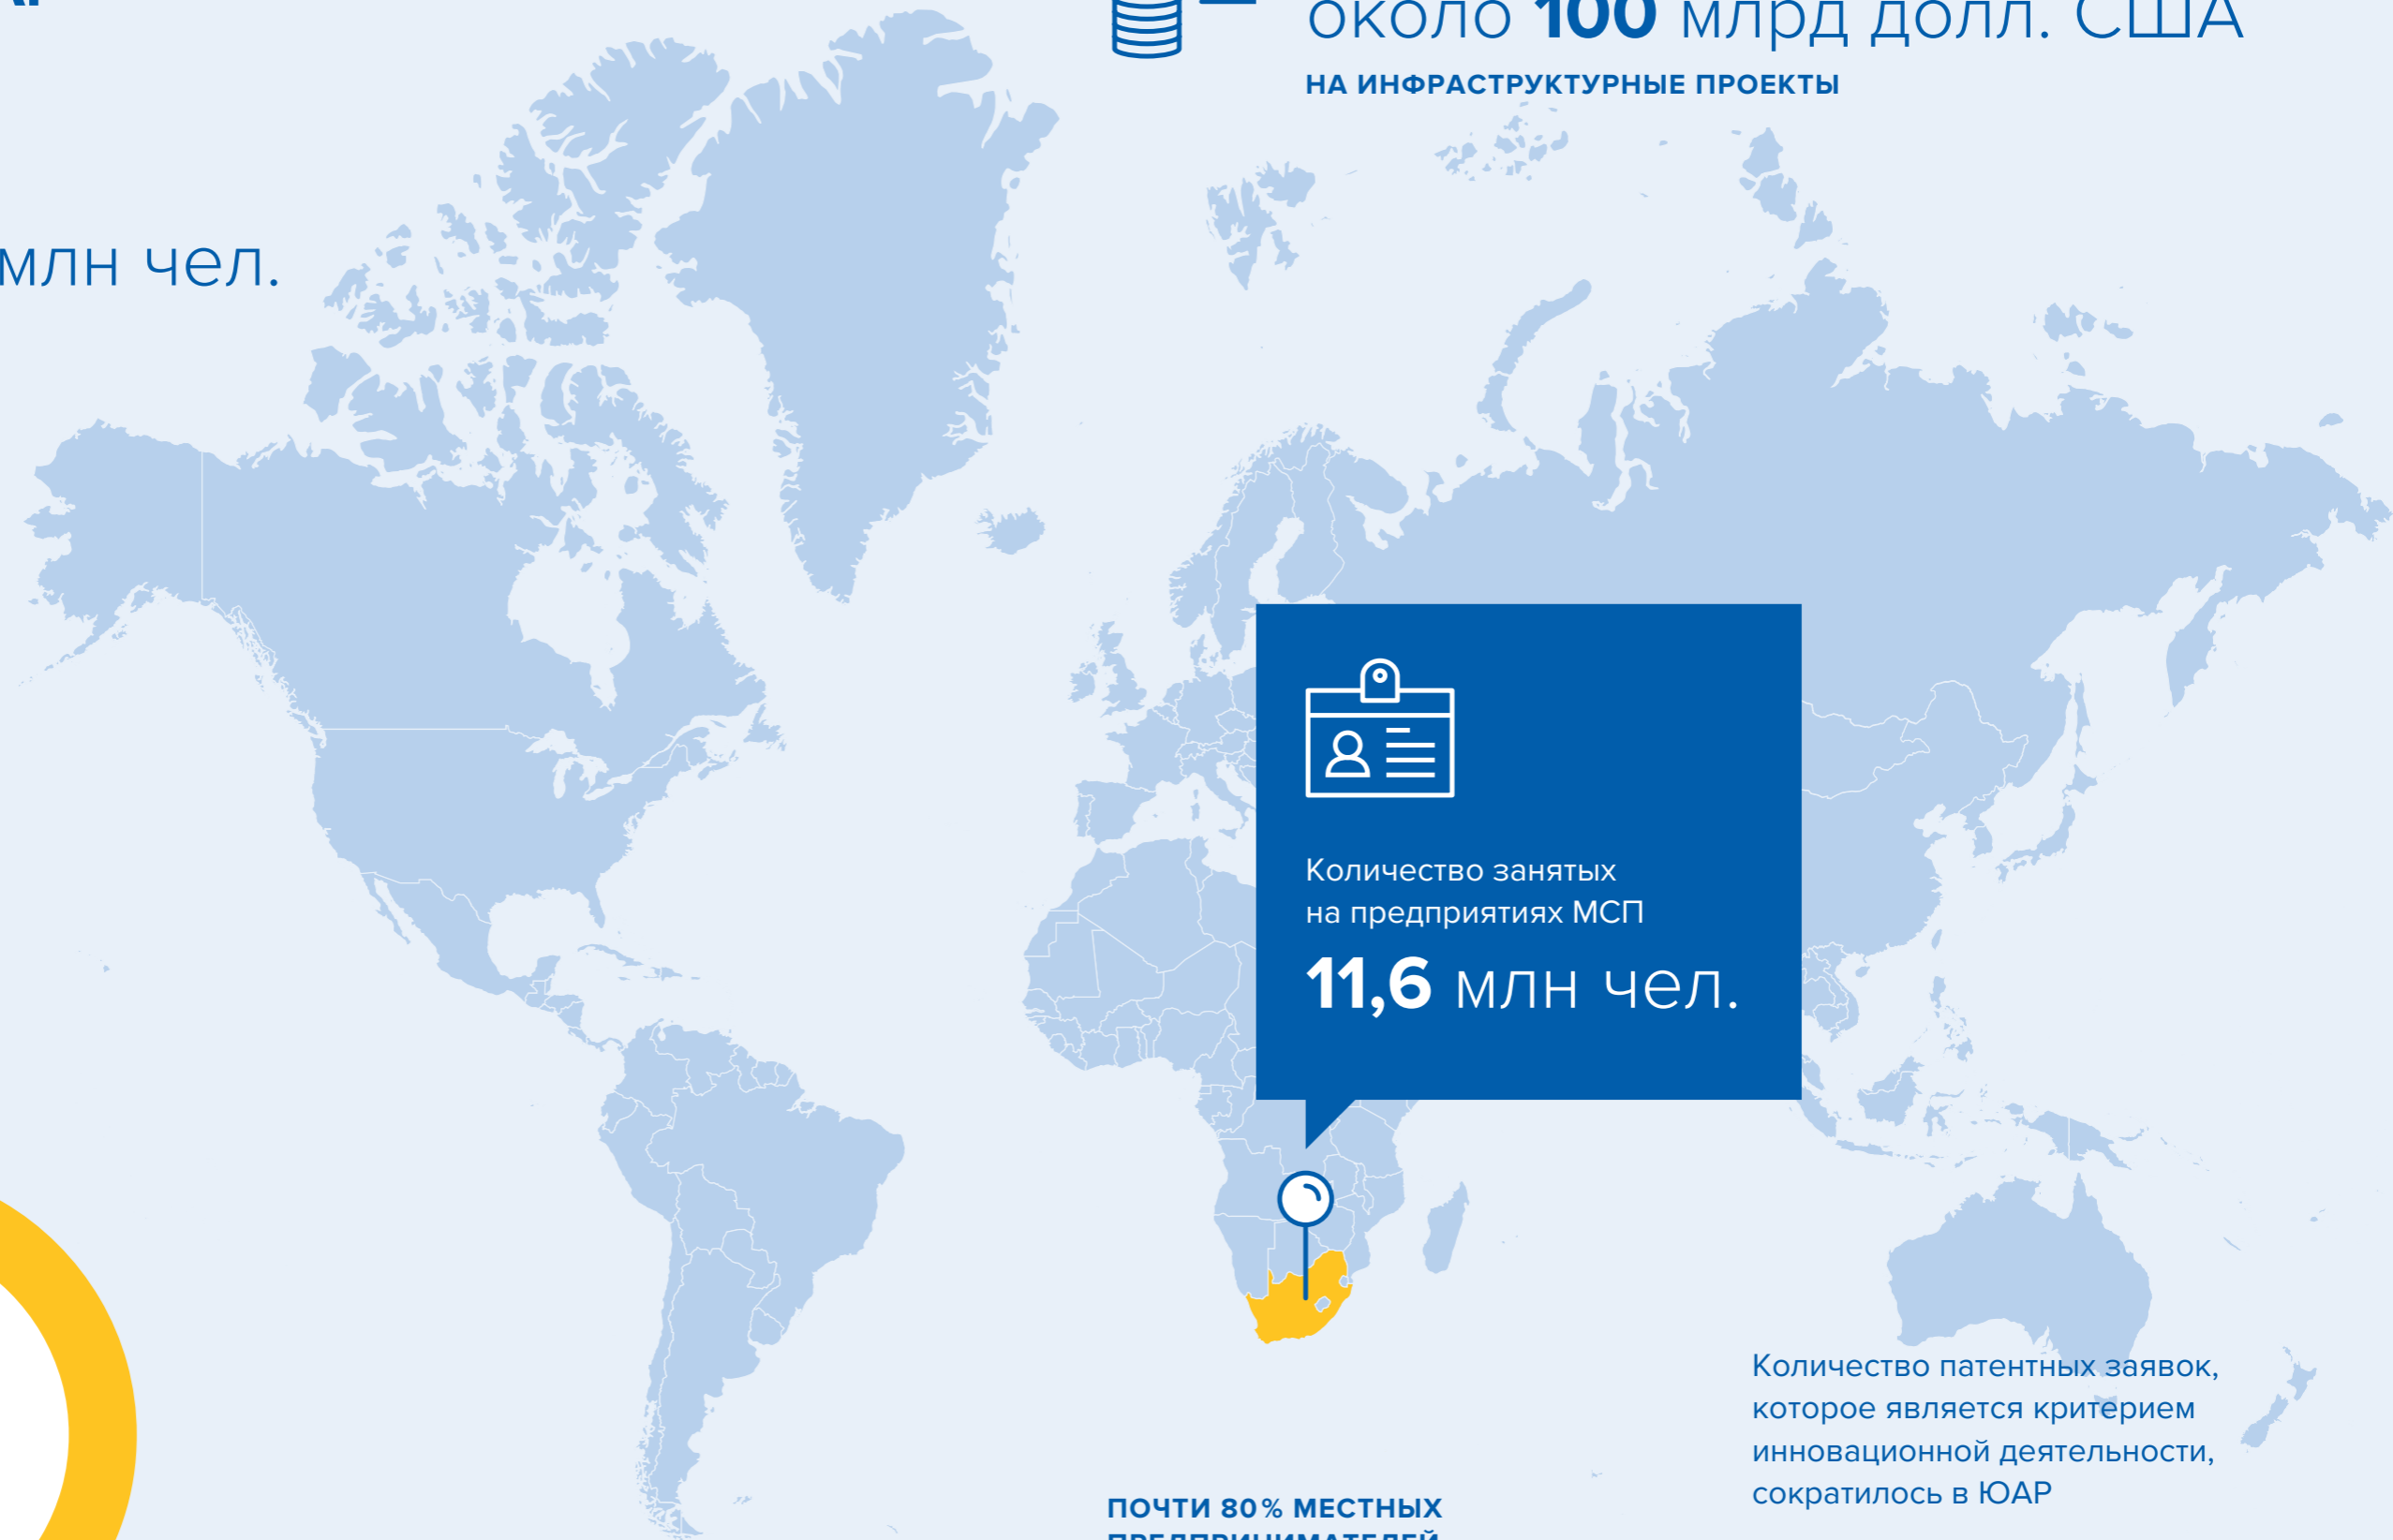 около 100 млрд долл. США
НА ИНФРАСТРУКТУРНЫЕ ПРОЕКТЫ
млн чел.
Количество занятых
на предприятиях МСП
11,6 млн чел.
Количество патентных заявок,
которое является критерием
инновационной деятельности,
сократилось в ЮАР
ПОЧТИ 80% МЕСТНЫХ
ПРЕДПРИНИМАТЕЛЕЙ